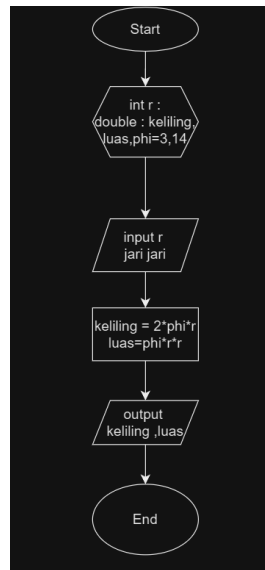 Start
int r :
double : keliling,
luas,phi=3,14
input r
jari jari
keliling = 2*phi*r
luas=phi*r*r
output
keliling ,luas
End